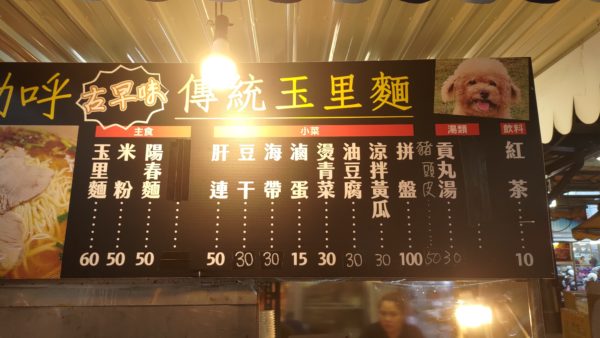 呼 古早味 傳統玉里麵
主食 小菜 湯類 飲料
玉里麵 60
米粉 50
陽春麵 50
肝連 50
豆干 30
海帶 30
滷蛋 15
燙青菜 30
油豆腐 30
涼拌黃瓜 30
拼盤 100
豬頭皮 50
貢丸湯 30
紅茶 10